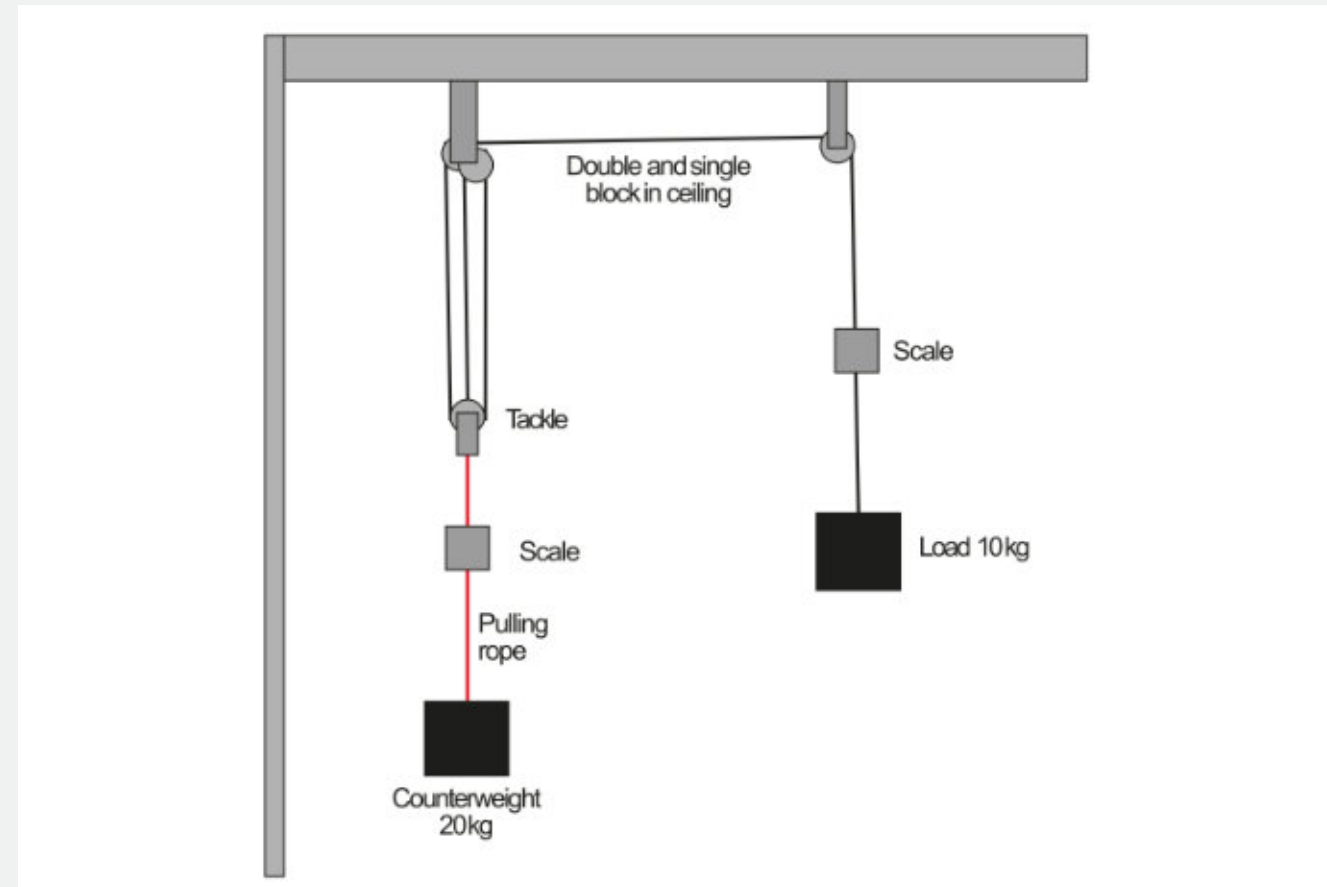 Double and single
block in ceiling
Scale
Tackle
Load 10kg
Scale
Pulling
rope
Counterweight
20kg